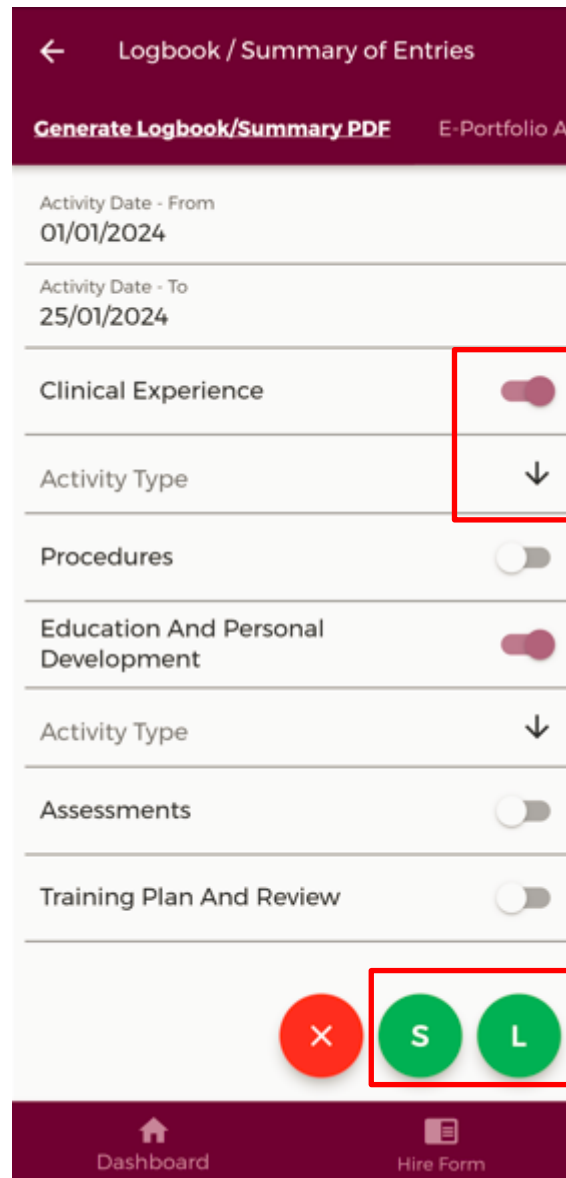 Logbook / Summary of Entries
Generate Logbook/Summary PDF E-Portfolio A
Activity Date - From
01/01/2024
Activity Date - To
25/01/2024
Clinical Experience
Activity Type
Procedures
Education And Personal
Development
Activity Type
Assessments
Training Plan And Review
S L
Dashboard Hire Form